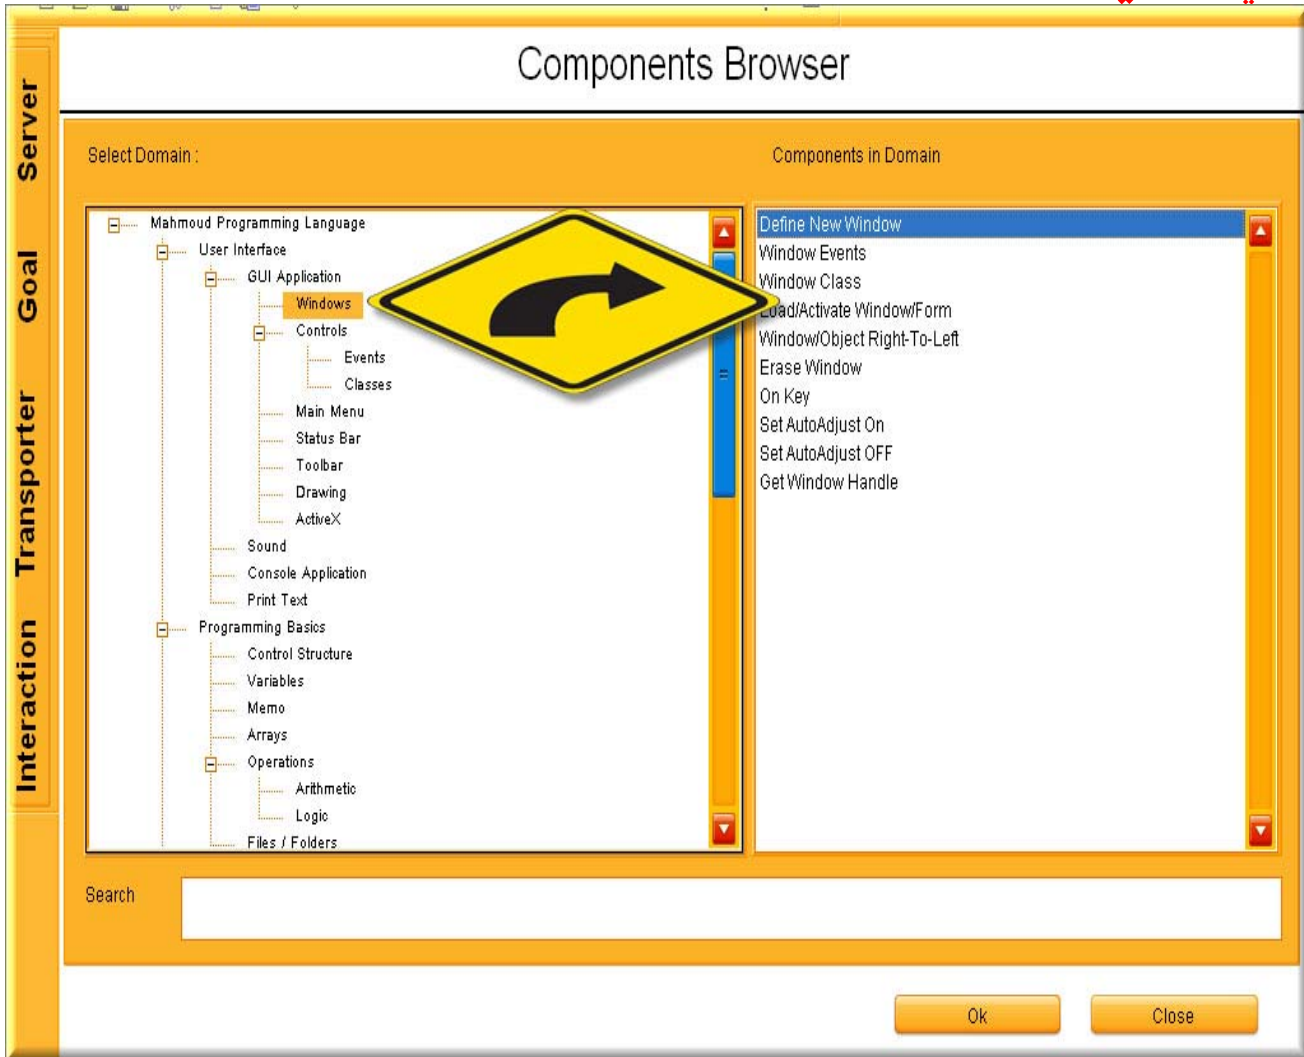 Components Browser
Server
Goal
Transporter
Interaction
Select Domain :
Mahmoud Programming Language
User Interface
GUI Application
Windows
Controls
Events
Classes
Main Menu
Status Bar
Toolbar
Drawing
ActiveX
Sound
Console Application
Print Text
Programming Basics
Control Structure
Variables
Memo
Arrays
Operations
Arithmetic
Logic
Files / Folders
Components in Domain
Define New Window
Window Events
Window Class
Load/Activate Window/Form
Window/Object Right-To-Left
Erase Window
On Key
Set AutoAdjust On
Set AutoAdjust OFF
Get Window Handle
Search
Ok
Close